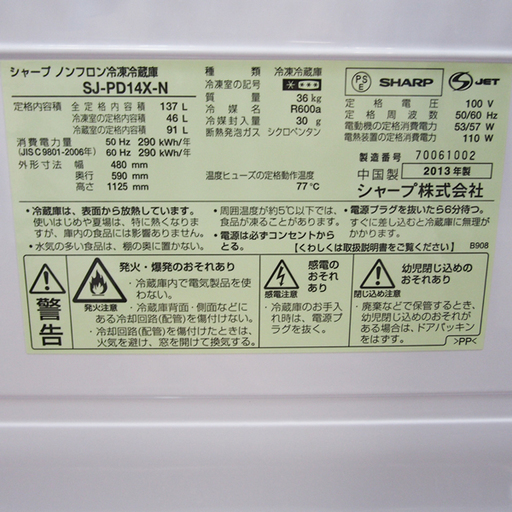 シャープ ノンフロン冷凍冷蔵庫
SJ-PD14X-N
定格内容積 全定格内容積 137 L
冷凍室の定格内容積 46 L
冷蔵室の定格内容積 91 L
消費電力量 50 Hz 290 kWh/年
(JIS C 9801-2006年) 60 Hz 290 kWh/年
外形寸法 幅 480 mm
奥行 590 mm
高さ 1125 mm
種類 冷凍冷蔵庫
冷凍室の記号
質量 36 kg
冷媒 R600a
冷媒封入量 30 g
断熱発泡ガス シクロペンタン
温度ヒューズの定格動作温度
77 ℃
PS
E
SHARP
S JET
定格電圧 100 V
定格周波数 50/60 Hz
電動機の定格消費電力 53/57 W
電熱装置の定格消費電力 110 W
製造番号 70061002
中国製 2013年製
シャープ株式会社
• 冷蔵庫は、表面から放熱しています。
使いはじめや夏場は、特に熱くなりま
すが、庫内の食品には影響ありません。
• 水気の多い食品は、棚の奥に置かない。
• 周囲温度が約5℃以下では、
食品が凍ることがあります。
• 電源は必ずコンセントから
とる。
• 電源プラグを抜いたら6分待つ。
すぐに差し込むと冷蔵庫に無理が
かかります。
【くわしくは取扱説明書をご覧ください】 B908
警告
発火注意
発火・爆発のおそれあり
・冷蔵庫内で電気製品を使
わない。
・冷蔵庫背面・側面などに
ある冷却回路(配管)を傷付けない。
・冷却回路(配管)を傷付けたときは、
火気を避け、窓を開けて換気する。
感電注意
感電の
おそれ
あり
・冷蔵庫のお手入
れ時は、電源プ
ラグを抜く。
閉じ込め注意
幼児閉じ込めの
おそれあり
・廃棄などで保管するとき、
幼児閉じ込めのおそれが
ある場合は、ドアパッキン
をはずす。
>PP<